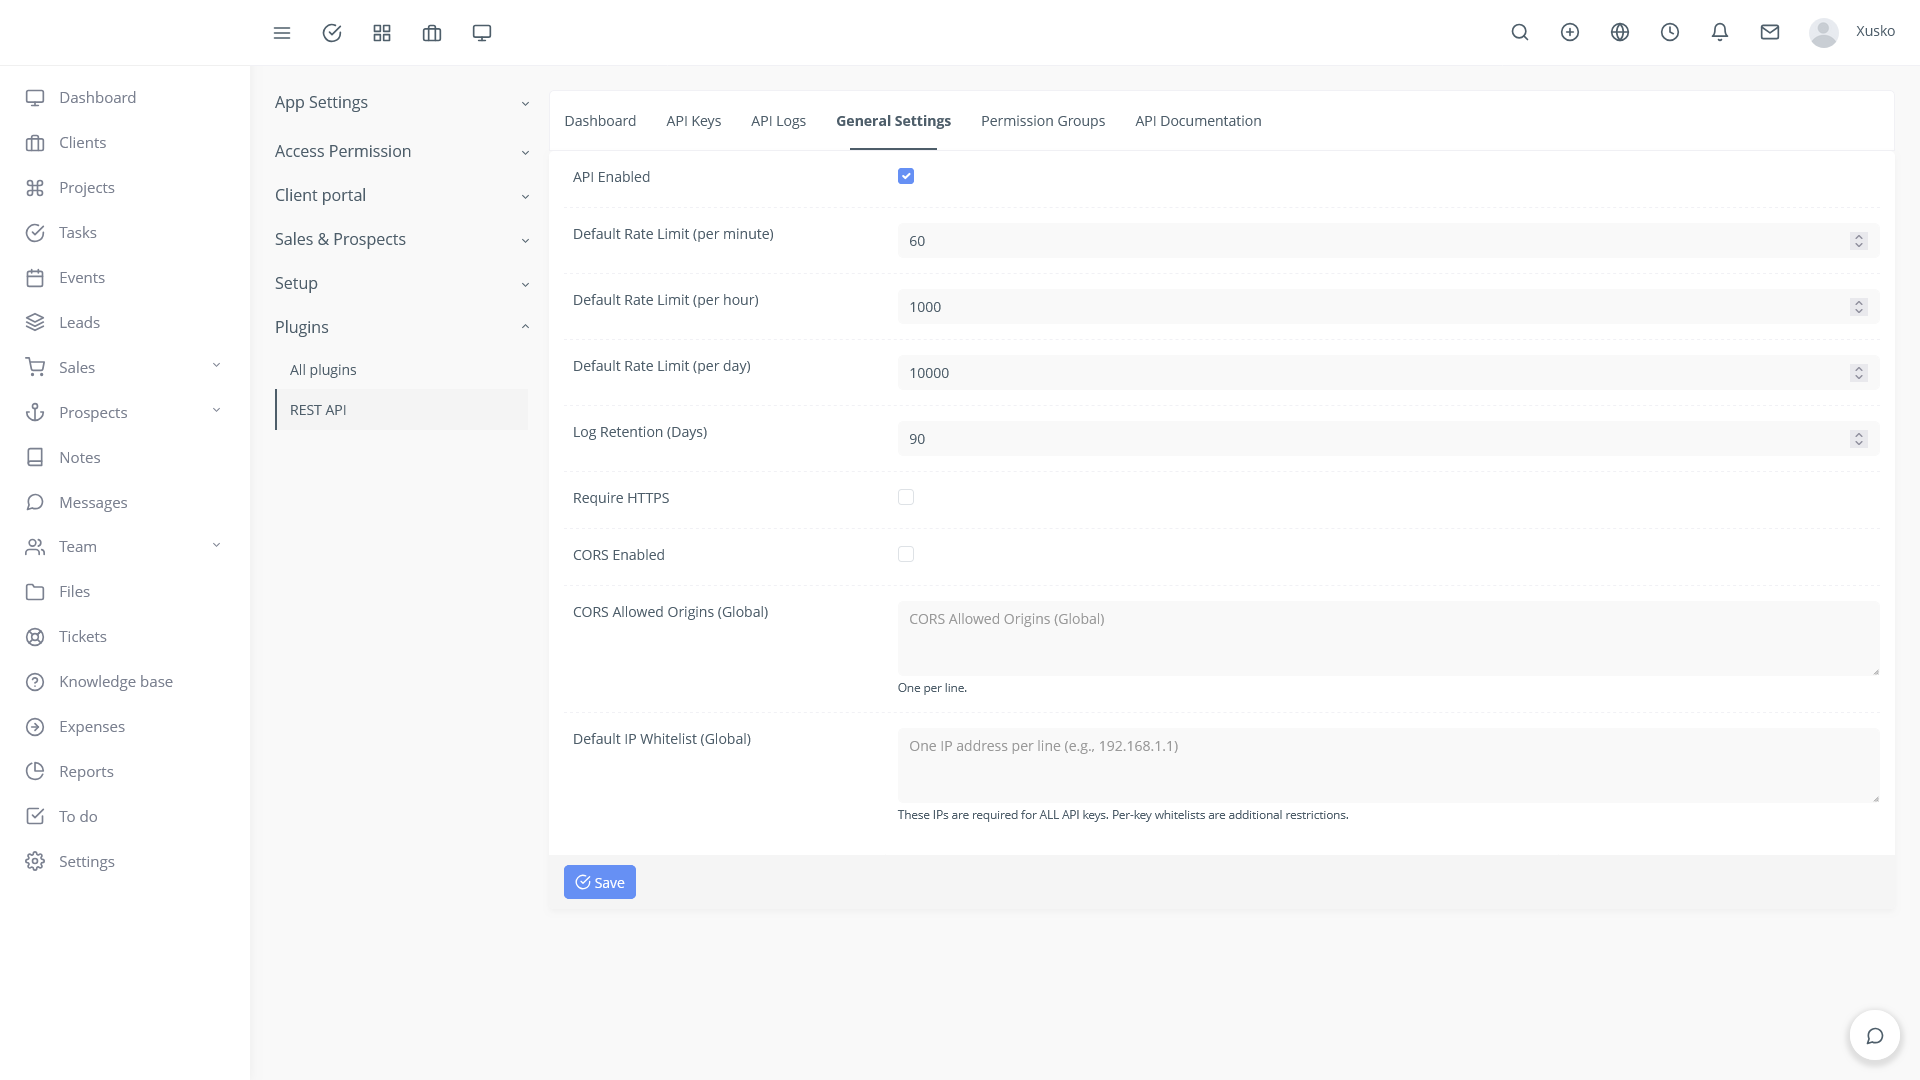 Xusko
Dashboard
Clients
Projects
Tasks
Events
Leads
Sales
Prospects
Notes
Messages
Team
Files
Tickets
Knowledge base
Expenses
Reports
To do
Settings
App Settings
Access Permission
Client portal
Sales & Prospects
Setup
Plugins
All plugins
REST API
Dashboard API Keys API Logs General Settings Permission Groups API Documentation
API Enabled
Default Rate Limit (per minute) 60
Default Rate Limit (per hour) 1000
Default Rate Limit (per day) 10000
Log Retention (Days) 90
Require HTTPS
CORS Enabled
CORS Allowed Origins (Global) CORS Allowed Origins (Global)
One per line.
Default IP Whitelist (Global) One IP address per line (e.g., 192.168.1.1)
These IPs are required for ALL API keys. Per-key whitelists are additional restrictions.
Save